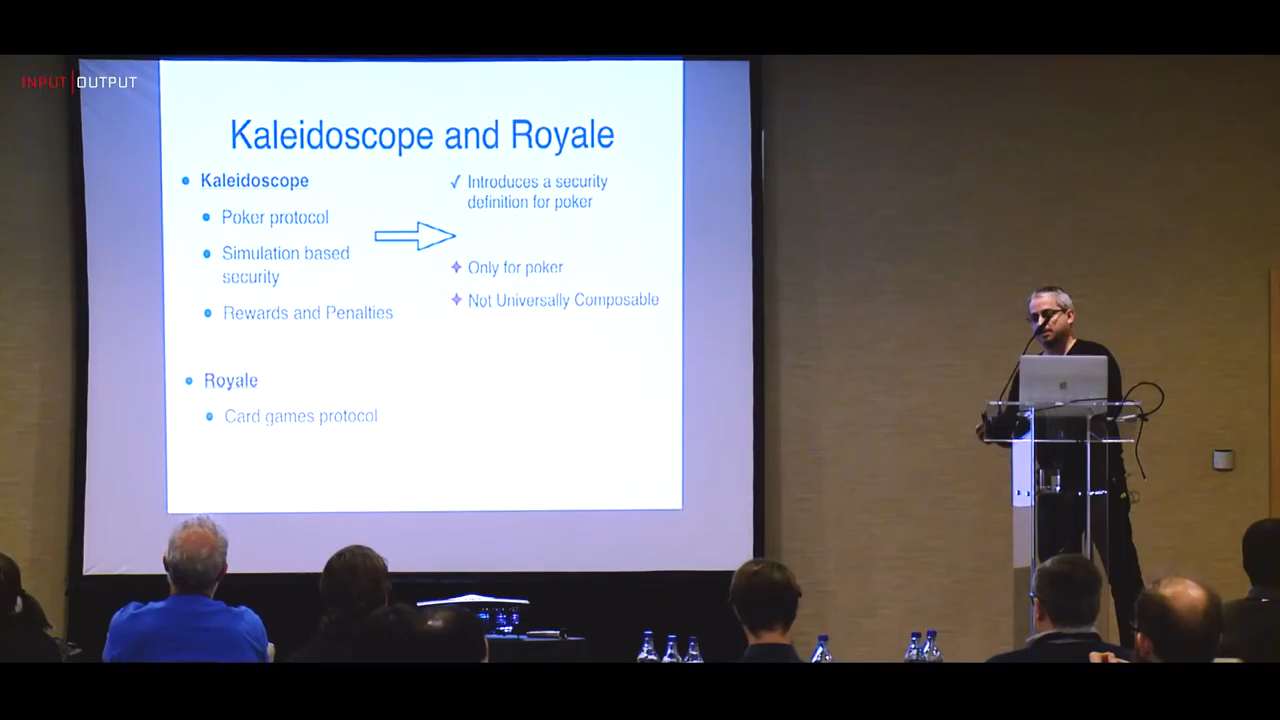 INPUT|OUTPUT
Kaleidoscope and Royale
Kaleidoscope
Poker protocol
Simulation based
security
Rewards and Penalties
Royale
Card games protocol
✓ Introduces a security
definition for poker
Only for poker
Not Universally Composable